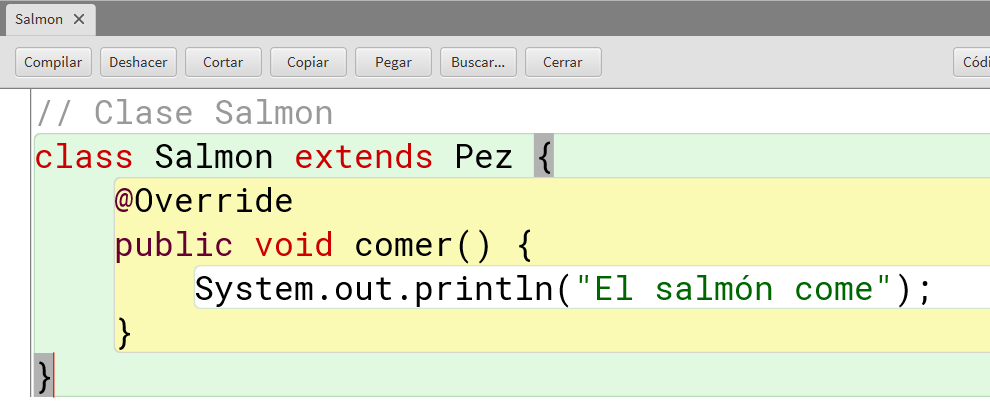 Salmon ✕
Compilar Deshacer Cortar Copiar Pegar Buscar... Cerrar Códi
// Clase Salmon
class Salmon extends Pez {
@Override
public void comer() {
System.out.println("El salmón come");
}
}